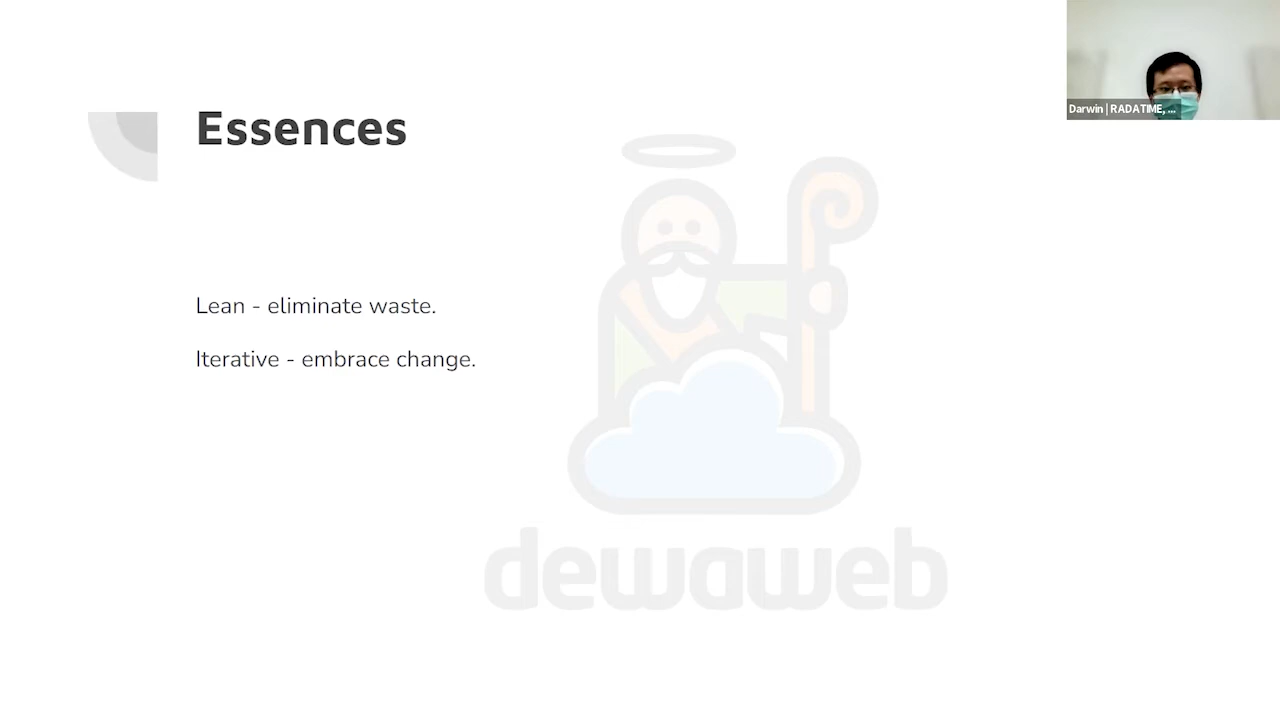 Essences
Darwin | RADATIME, ...
Lean - eliminate waste.
Iterative - embrace change.
dewaweb